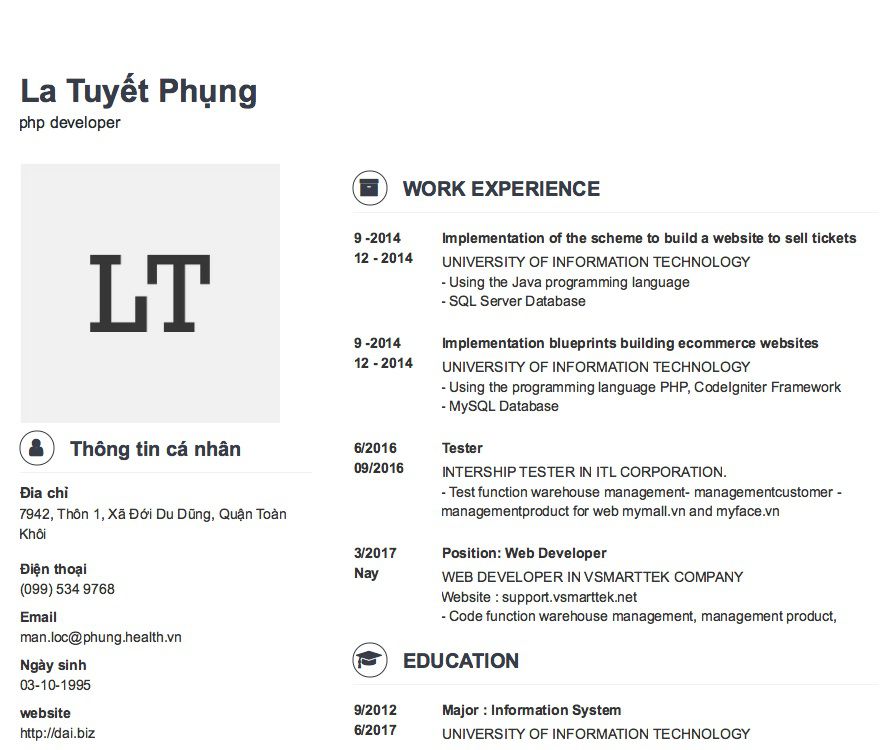 La Tuyết Phụng
php developer
LT
Thông tin cá nhân
Đia chỉ
7942, Thôn 1, Xã Đới Du Dũng, Quận Toàn
Khôi
Điện thoại
(099) 534 9768
Email
man.loc@phung.health.vn
Ngày sinh
03-10-1995
website
http://dai.biz
WORK EXPERIENCE
9 -2014
12 - 2014
Implementation of the scheme to build a website to sell tickets
UNIVERSITY OF INFORMATION TECHNOLOGY
- Using the Java programming language
- SQL Server Database
9 -2014
12 - 2014
Implementation blueprints building ecommerce websites
UNIVERSITY OF INFORMATION TECHNOLOGY
- Using the programming language PHP, CodeIgniter Framework
- MySQL Database
6/2016
09/2016
Tester
INTERSHIP TESTER IN ITL CORPORATION.
- Test function warehouse management- managementcustomer -
managementproduct for web mymall.vn and myface.vn
3/2017
Nay
Position: Web Developer
WEB DEVELOPER IN VSMARTTEK COMPANY
Website : support.vsmarttek.net
- Code function warehouse management, management product,
EDUCATION
9/2012
6/2017
Major : Information System
UNIVERSITY OF INFORMATION TECHNOLOGY